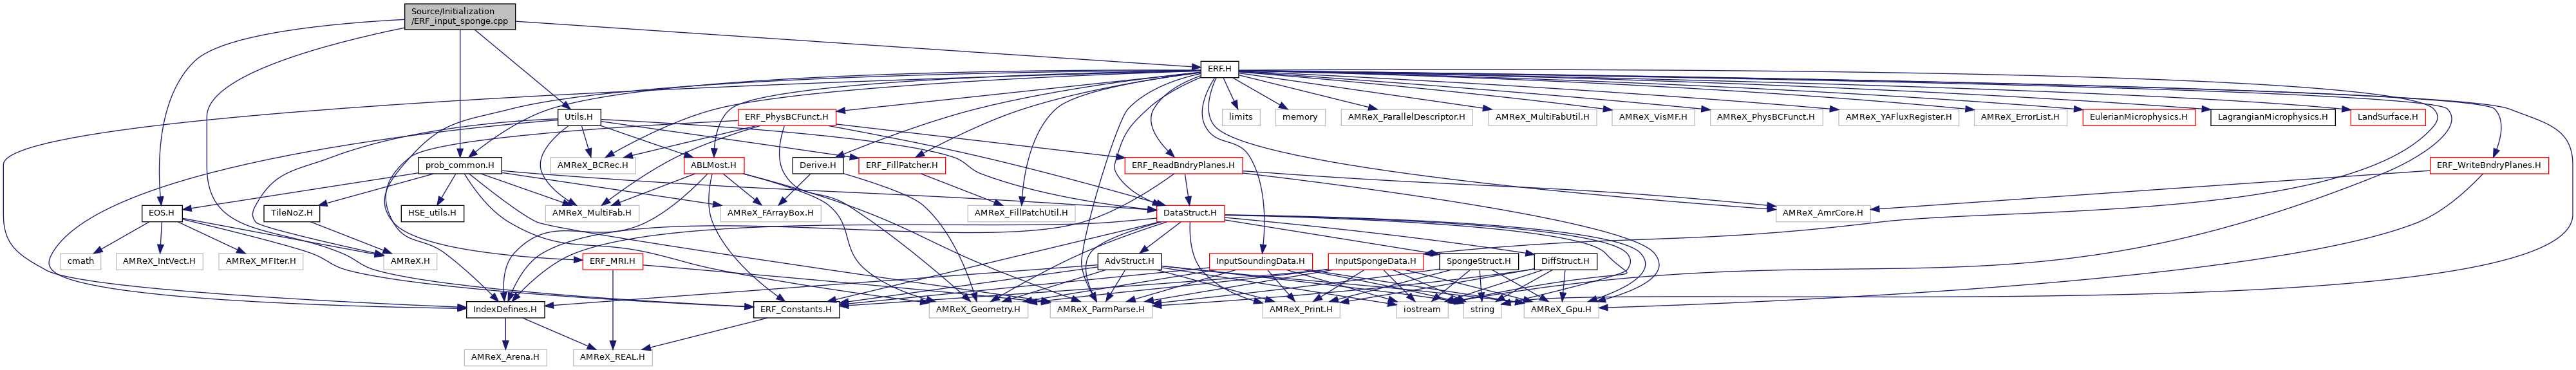 Source/Initialization
/ERF_input_sponge.cpp
ERF.H
Utils.H
ERF_PhysBCFunct.H
limits
memory
AMReX_ParallelDescriptor.H
AMReX_MultiFabUtil.H
AMReX_VisMF.H
AMReX_PhysBCFunct.H
AMReX_YAFluxRegister.H
AMReX_ErrorList.H
EulerianMicrophysics.H
LagrangianMicrophysics.H
LandSurface.H
prob_common.H
AMReX_BCRec.H
ABLMost.H
Derive.H
ERF_FillPatcher.H
ERF_ReadBndryPlanes.H
ERF_WriteBndryPlanes.H
EOS.H
TileNoZ.H
HSE_utils.H
AMReX_MultiFab.H
AMReX_FArrayBox.H
AMReX_FillPatchUtil.H
DataStruct.H
AMReX_AmrCore.H
cmath
AMReX_IntVect.H
AMReX_MFIter.H
AMReX.H
ERF_MRI.H
AdvStruct.H
InputSoundingData.H
InputSpongeData.H
SpongeStruct.H
DiffStruct.H
IndexDefines.H
ERF_Constants.H
AMReX_Geometry.H
AMReX_ParmParse.H
AMReX_Print.H
iostream
string
AMReX_Gpu.H
AMReX_Arena.H
AMReX_REAL.H